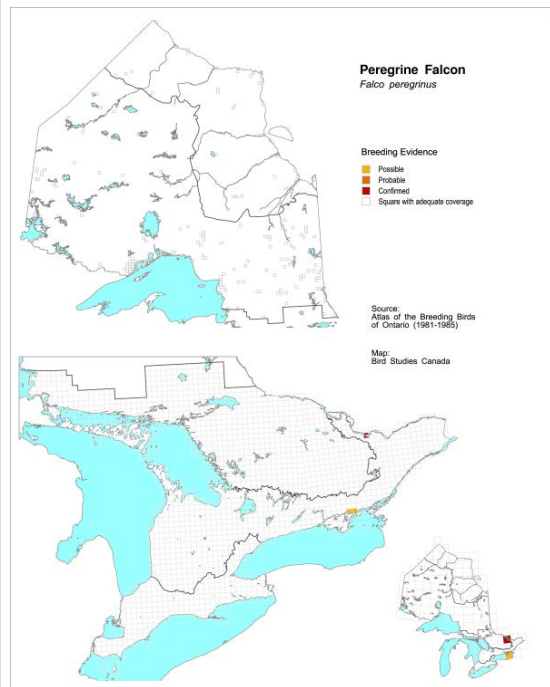 Peregrine Falcon
Falco peregrinus
Breeding Evidence
Possible
Probable
Confirmed
Square with adequate coverage
Source:
Atlas of the Breeding Birds
of Ontario (1981-1985)
Map:
Bird Studies Canada